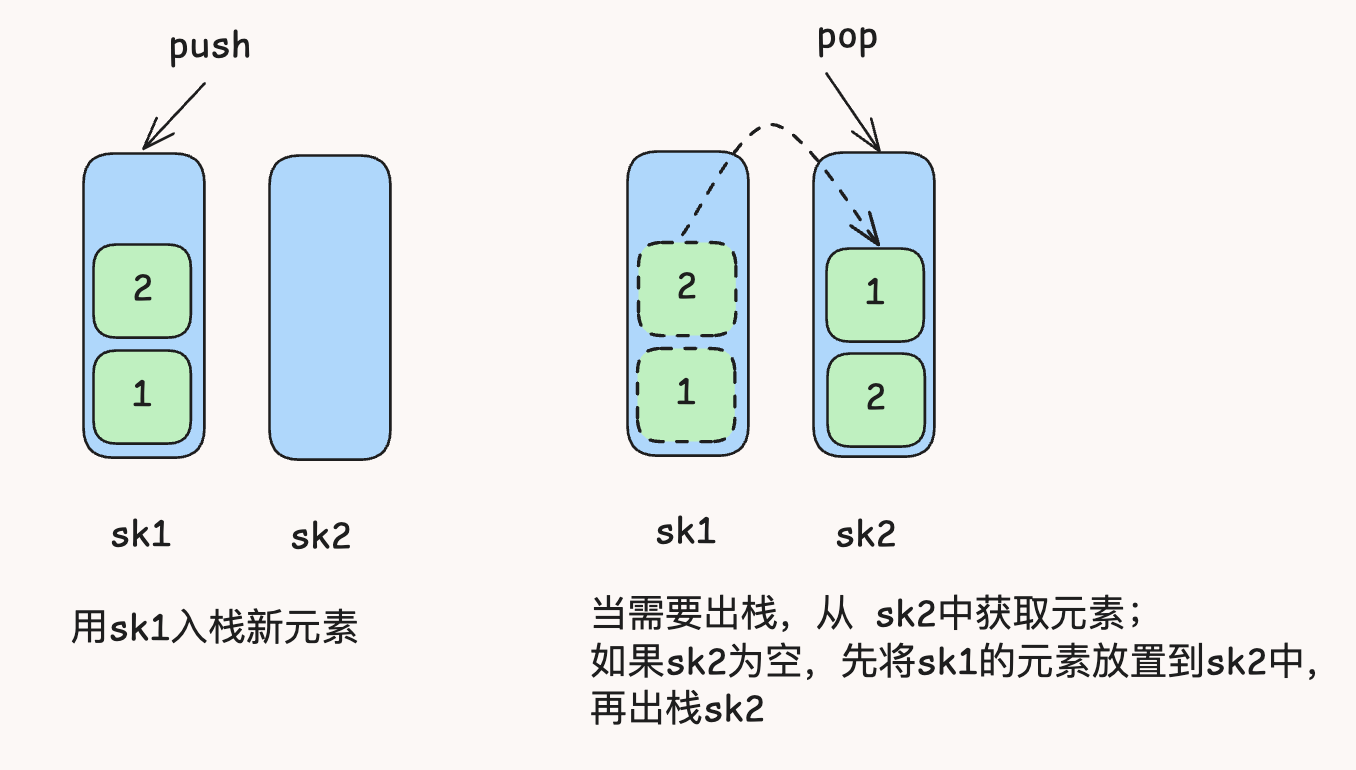 push
2
1
sk1
sk2
用sk1入栈新元素
pop
2
1
1
2
sk1
sk2
当需要出栈，从 sk2中获取元素；
如果sk2为空，先将sk1的元素放置到sk2中，
再出栈sk2